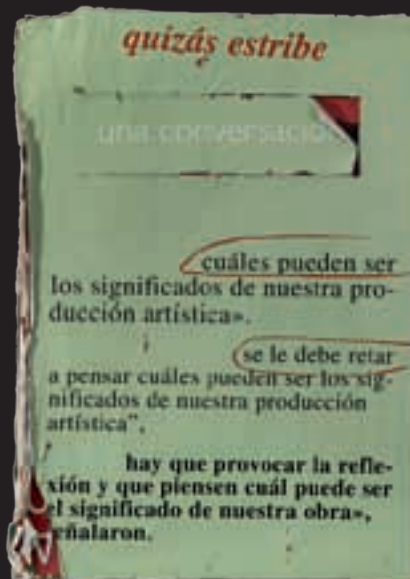 quizás estribe
una conversación
cuáles pueden ser
los significados de nuestra pro-
ducción artística».
se le debe retar
a pensar cuáles pueden ser los sig-
nificados de nuestra producción
artística",
hay que provocar la refle-
xión y que piensen cuál puede ser
el significado de nuestra obra»,
eñalaron.